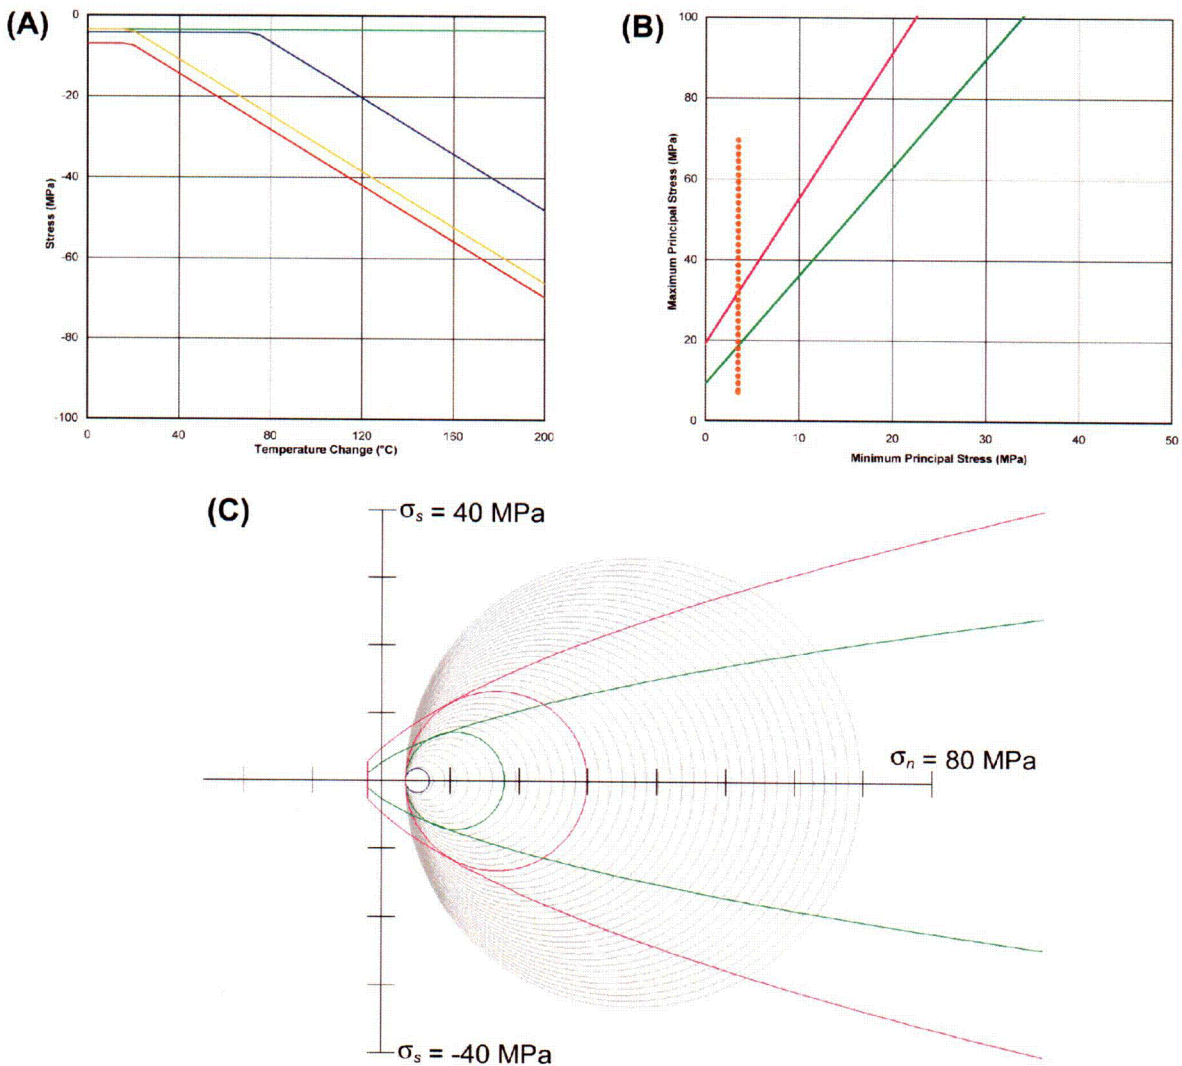 (A)
0
-20
-40
-60
-80
-100
Stress (MPa)
0 40 80 120 150 200
Temperature Change (°C)
(B)
100
80
60
40
20
0
Maximum Principal Stress (MPa)
0 10 20 30 40 50
Minimum Principal Stress (MPa)
(C)
σs = 40 MPa
σn = 80 MPa
σs = -40 MPa